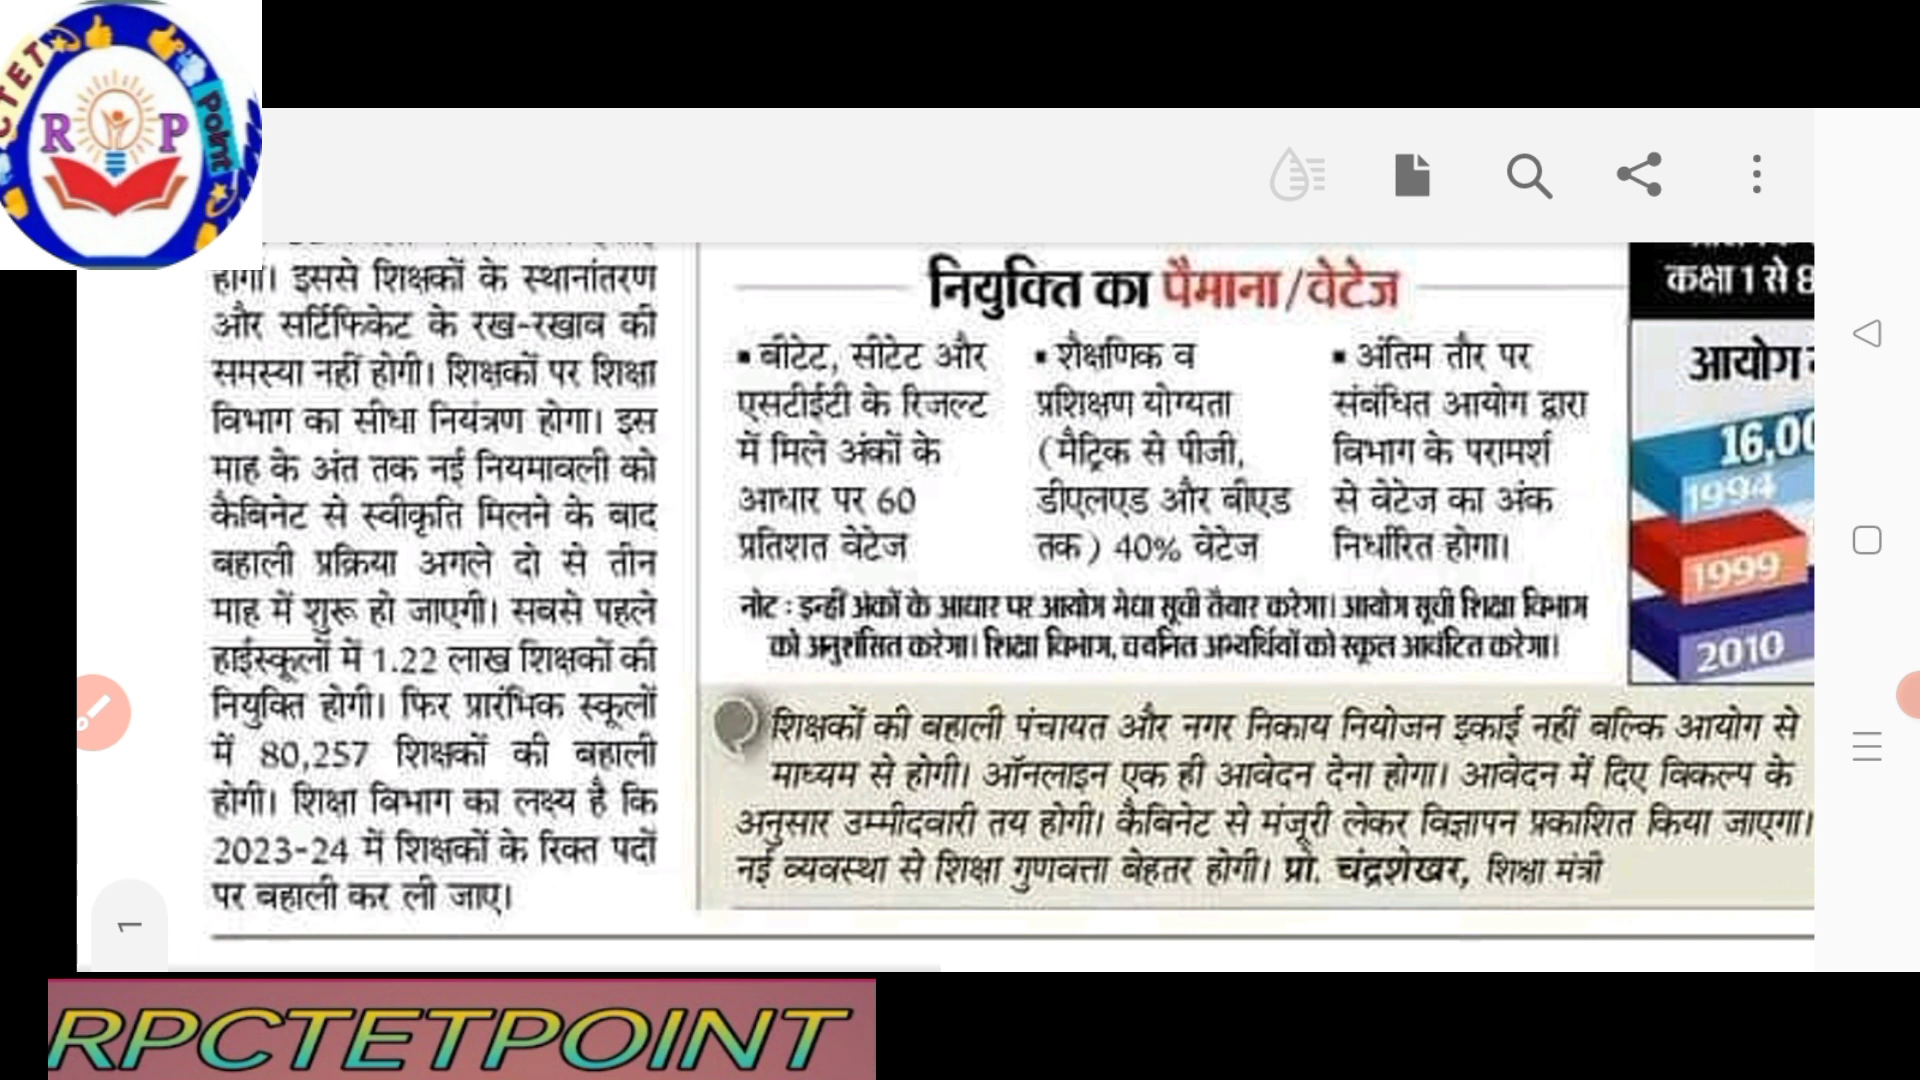 CTET Point
R P
होगी। इससे शिक्षकों के स्थानांतरण
और सर्टिफिकेट के रख-रखाव की
समस्या नहीं होगी। शिक्षकों पर शिक्षा
विभाग का सीधा नियंत्रण होगा। इस
माह के अंत तक नई नियमावली को
कैबिनेट से स्वीकृति मिलने के बाद
बहाली प्रक्रिया अगले दो से तीन
माह में शुरू हो जाएगी। सबसे पहले
हाईस्कूलों में 1.22 लाख शिक्षकों की
नियुक्ति होगी। फिर प्रारंभिक स्कूलों
में 80,257 शिक्षकों की बहाली
होगी। शिक्षा विभाग का लक्ष्य है कि
2023-24 में शिक्षकों के रिक्त पदों
पर बहाली कर ली जाए।
नियुक्ति का पैमाना/वेटेज
▪ बीटेट, सीटेट और
एसटीईटी के रिजल्ट
में मिले अंकों के
आधार पर 60
प्रतिशत वेटेज
▪ शैक्षणिक व
प्रशिक्षण योग्यता
(मैट्रिक से पीजी,
डीएलएड और बीएड
तक) 40% वेटेज
▪ अंतिम तौर पर
संबंधित आयोग द्वारा
विभाग के परामर्श
से वेटेज का अंक
निर्धारित होगा।
नोट : इन्हीं अंकों के आधार पर आयोग मेधा सूची तैयार करेगा। आयोग सूची शिक्षा विभाग
को अनुशंसित करेगा। शिक्षा विभाग, चयनित अभ्यर्थियों को स्कूल आवंटित करेगा।
शिक्षकों की बहाली पंचायत और नगर निकाय नियोजन इकाई नहीं बल्कि आयोग से
माध्यम से होगी। ऑनलाइन एक ही आवेदन देना होगा। आवेदन में दिए विकल्प के
अनुसार उम्मीदवारी तय होगी। कैबिनेट से मंजूरी लेकर विज्ञापन प्रकाशित किया जाएगा।
नई व्यवस्था से शिक्षा गुणवत्ता बेहतर होगी। प्रो. चंद्रशेखर, शिक्षा मंत्री
कक्षा 1 से 8
आयोग
16,00
1994
1999
2010
1
RPCTETPOINT